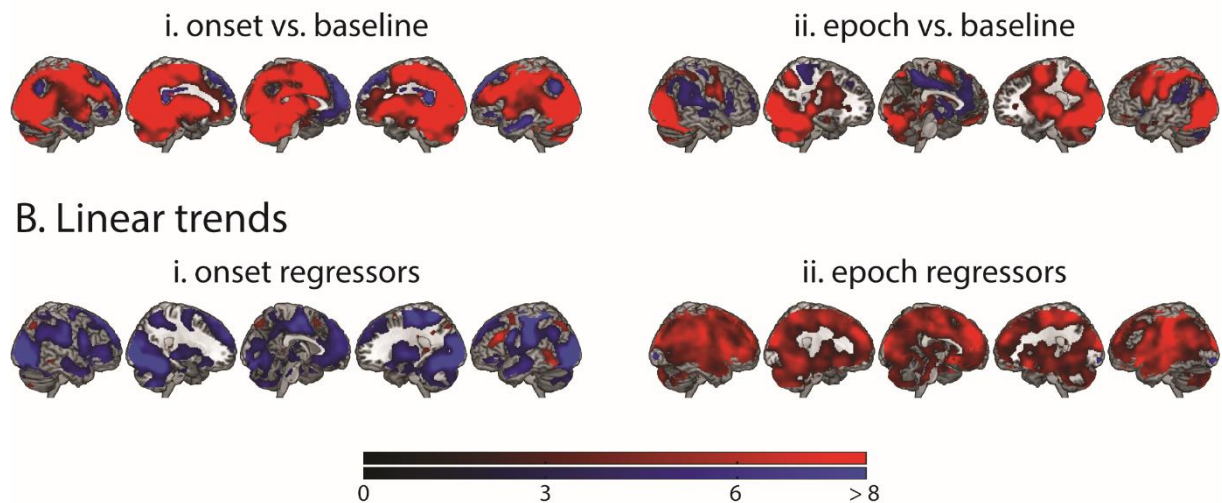 i. onset vs. baseline
ii. epoch vs. baseline
B. Linear trends
i. onset regressors
ii. epoch regressors
0 3 6 > 8